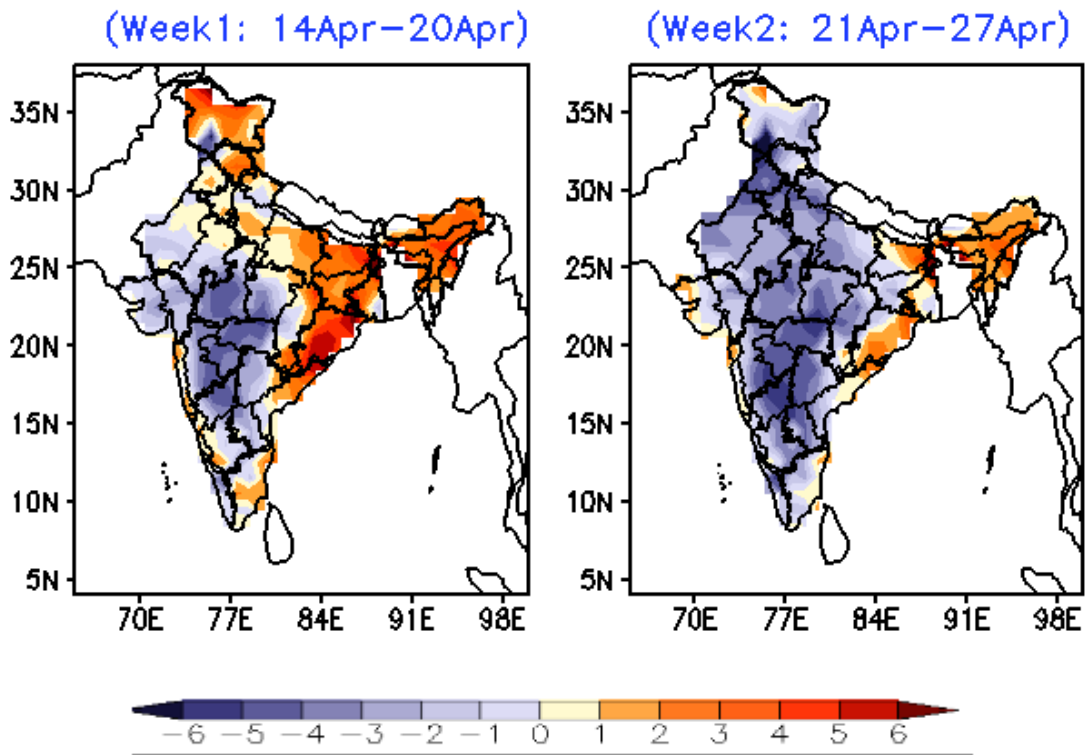 (Week1: 14Apr−20Apr) (Week2: 21Apr−27Apr)
35N 35N
30N 30N
25N 25N
20N 20N
15N 15N
10N 10N
5N 5N
70E 77E 84E 91E 98E 70E 77E 84E 91E 98E
−6 −5 −4 −3 −2 −1 0 1 2 3 4 5 6